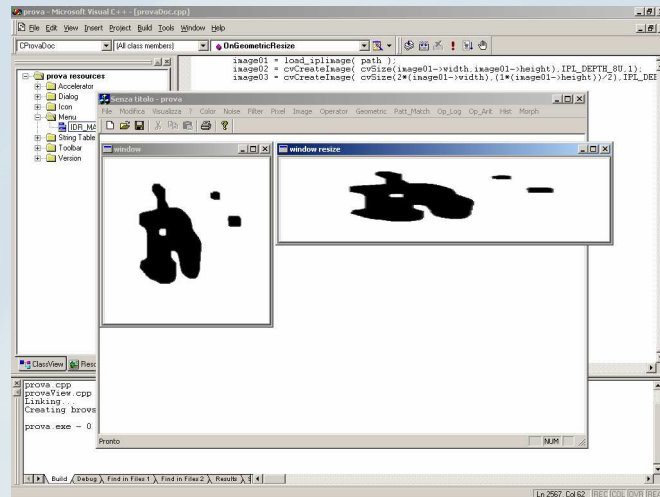 prova - Microsoft Visual C++ - [provaDoc.cpp]
File Edit View Insert Project Build Tools Window Help
CProvaDoc (All class members) OnGeometricResize
image01 = load_iplimage( path );
image02 = cvCreateImage( cvSize(image01->width,image01->height),IPL_DEPTH_8U,1);
image03 = cvCreateImage( cvSize(2*(image01->width),(1*(image01->height))/2),IPL_DEP
prova resources
Accelerator
Dialog
Icon
Menu
IDR_MA
String Table
Toolbar
Version
Senza titolo - prova
File Modifica Visualizza ? Color Noise Filter Pixel Image Operator Geometric Patt_Match Op_Log Op_Arit Hist Morph
window
window resize
ClassView Reso
prova.cpp
provaView.cpp
Linking...
Creating brows
prova.exe - 0
Pronto NUM
Build Debug Find in Files 1 Find in Files 2 Results S
Ln 2567, Col 62 REC COL OVR REA